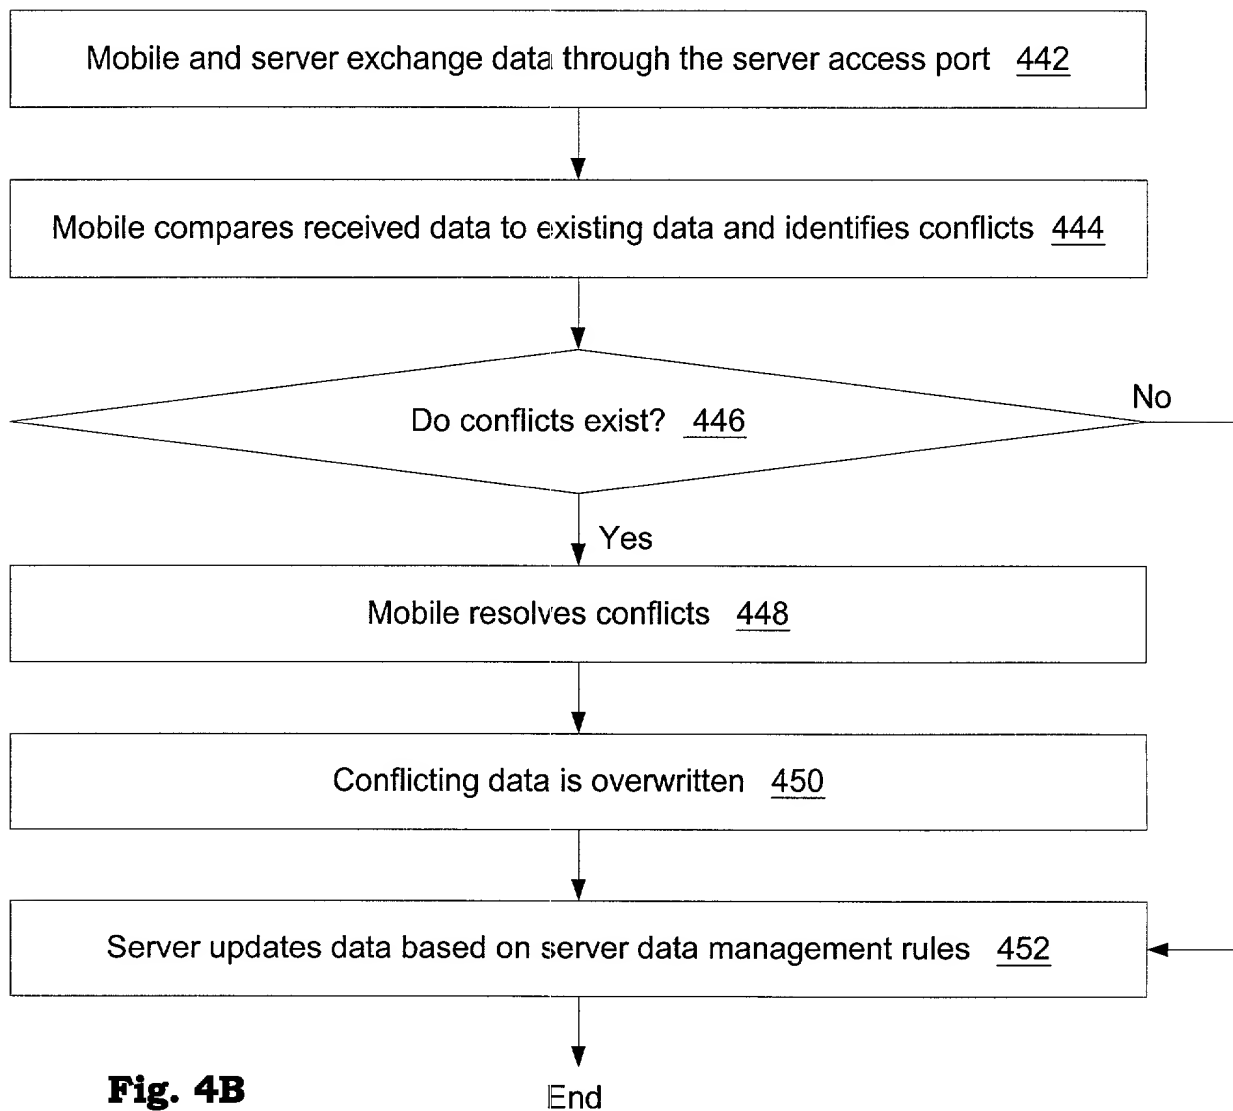 Mobile and server exchange data through the server access port 442
Mobile compares received data to existing data and identifies conflicts 444
Do conflicts exist? 446
No
Yes
Mobile resolves conflicts 448
Conflicting data is overwritten 450
Server updates data based on server data management rules 452
Fig. 4B
End